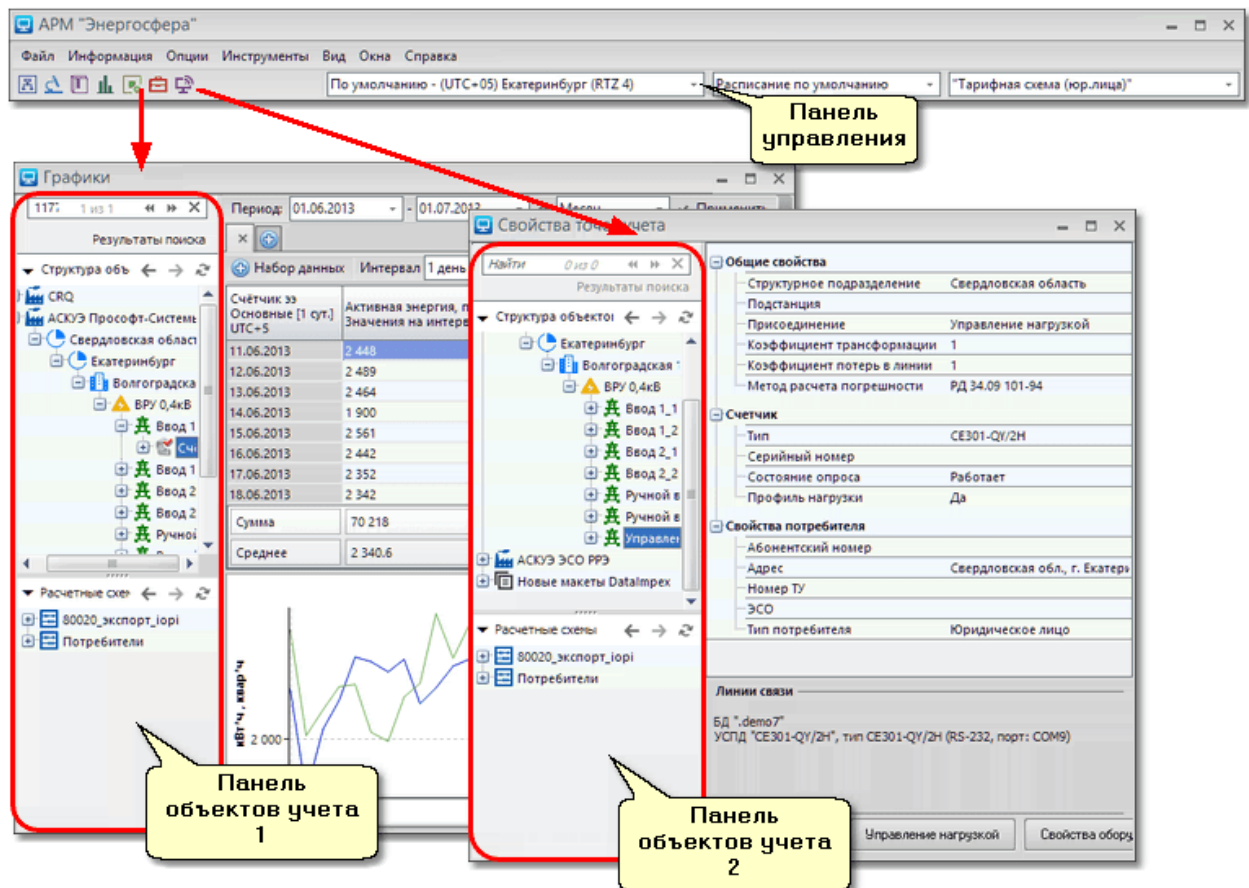 АРМ "Энергосфера"
Файл Информация Опции Инструменты Вид Окна Справка
По умолчанию - (UTC+05) Екатеринбург (RTZ 4) Расписание по умолчанию "Тарифная схема (юр.лица)"
Панель
управления
Графики
1 из 1
Период: 01.06.2013 - 01.07.2013 Месяц Применить
Результаты поиска
Структура объ
Набор данных Интервал 1 день
CRQ
АСКУЭ Прософт-Системы
Свердловская област
Екатеринбург
Волгоградска
ВРУ 0,4кВ
Ввод 1
Сче
Ввод 1
Ввод 2
Ввод 2
Ручной
Расчетные схем
80020_экспорт_iopi
Потребители
Счётчик ээ
Основные [1 сут.]
UTC+5
Активная энергия, п
Значения на интерв
11.06.2013 2 448
12.06.2013 2 489
13.06.2013 2 464
14.06.2013 1 900
15.06.2013 2 561
16.06.2013 2 442
17.06.2013 2 352
18.06.2013 2 342
Сумма 70 218
Среднее 2 340.6
кВт*ч, квар*ч
2 000
Панель
объектов учета
1
Свойства точ учета
Найти 0 из 0
Результаты поиска
Структура объектов
Екатеринбург
Волгоградская
ВРУ 0,4кВ
Ввод 1_1
Ввод 1_2
Ввод 2_1
Ввод 2_2
Ручной в
Ручной в
Управлен
АСКУЭ ЭСО РРЭ
Новые макеты DataImpex
Расчетные схемы
80020_экспорт_iopi
Потребители
Общие свойства
Структурное подразделение Свердловская область
Подстанция
Присоединение Управление нагрузкой
Коэффициент трансформации 1
Коэффициент потерь в линии 1
Метод расчета погрешности РД 34.09 101-94
Счетчик
Тип CE301-QY/2H
Серийный номер
Состояние опроса Работает
Профиль нагрузки Да
Свойства потребителя
Абонентский номер
Адрес Свердловская обл., г. Екатери
Номер ТУ
ЭСО
Тип потребителя Юридическое лицо
Линии связи
БД ".demo7"
УСПД "CE301-QY/2H", тип CE301-QY/2H (RS-232, порт: COM9)
Управление нагрузкой Свойства обору
Панель
объектов учета
2